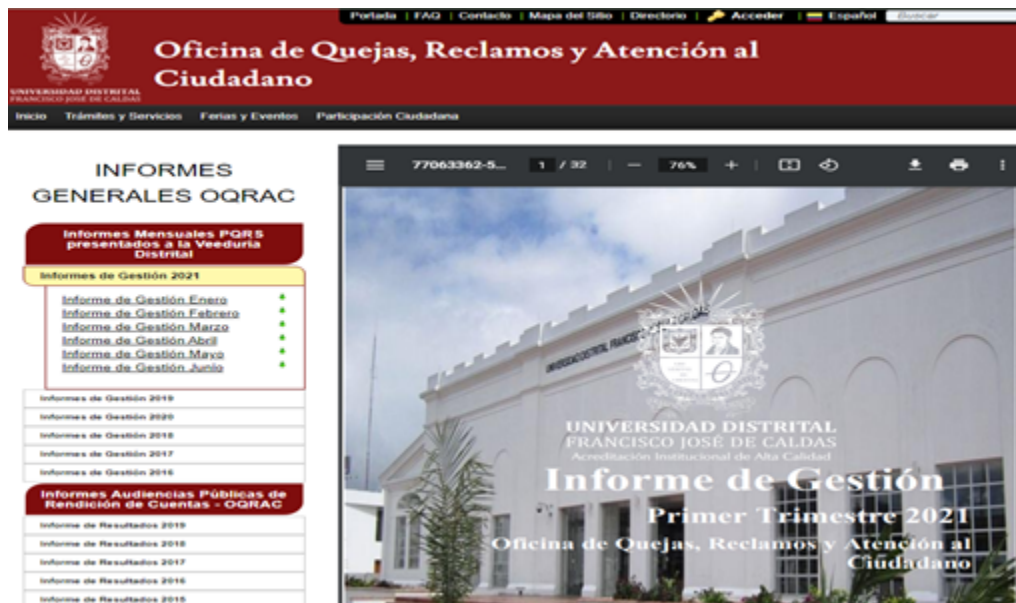 Portada | FAQ | Contacto | Mapa del Sitio | Directorio | Acceder | Español Buscar
Oficina de Quejas, Reclamos y Atención al
Ciudadano
UNIVERSIDAD DISTRITAL
FRANCISCO JOSÉ DE CALDAS
Inicio Trámites y Servicios Ferias y Eventos Participación Ciudadana
INFORMES
GENERALES OQRAC
Informes Mensuales PQRS
presentados a la Veeduría
Distrital
Informes de Gestión 2021
Informe de Gestión Enero
Informe de Gestión Febrero
Informe de Gestión Marzo
Informe de Gestión Abril
Informe de Gestión Mayo
Informe de Gestión Junio
Informes de Gestión 2019
Informes de Gestión 2020
Informes de Gestión 2018
Informes de Gestión 2017
Informes de Gestión 2016
Informes Audiencias Públicas de
Rendición de Cuentas - OQRAC
Informe de Resultados 2019
Informe de Resultados 2018
Informe de Resultados 2017
Informe de Resultados 2016
Informe de Resultados 2015
77063362-5... 1 / 32 | — 76% + |
UNIVERSIDAD DISTRITAL FRANCISCO
UNIVERSIDAD DISTRITAL
FRANCISCO JOSÉ DE CALDAS
Acreditación Institucional de Alta Calidad
Informe de Gestión
Primer Trimestre 2021
Oficina de Quejas, Reclamos y Atención al
Ciudadano